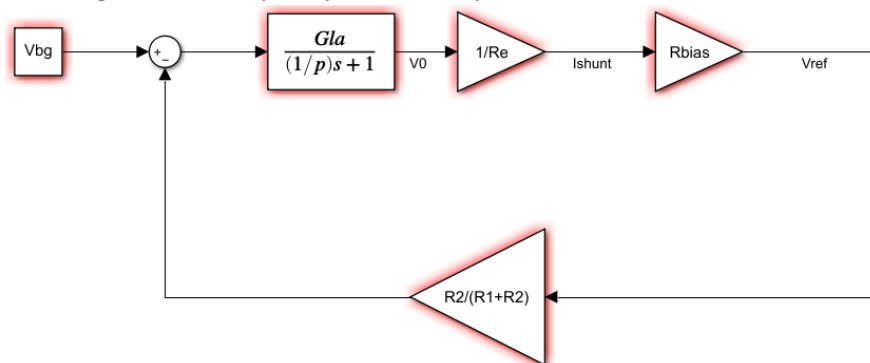 Vbg
+
−
Gla
(1/p)s + 1
V0
1/Re
Ishunt
Rbias
Vref
R2/(R1+R2)